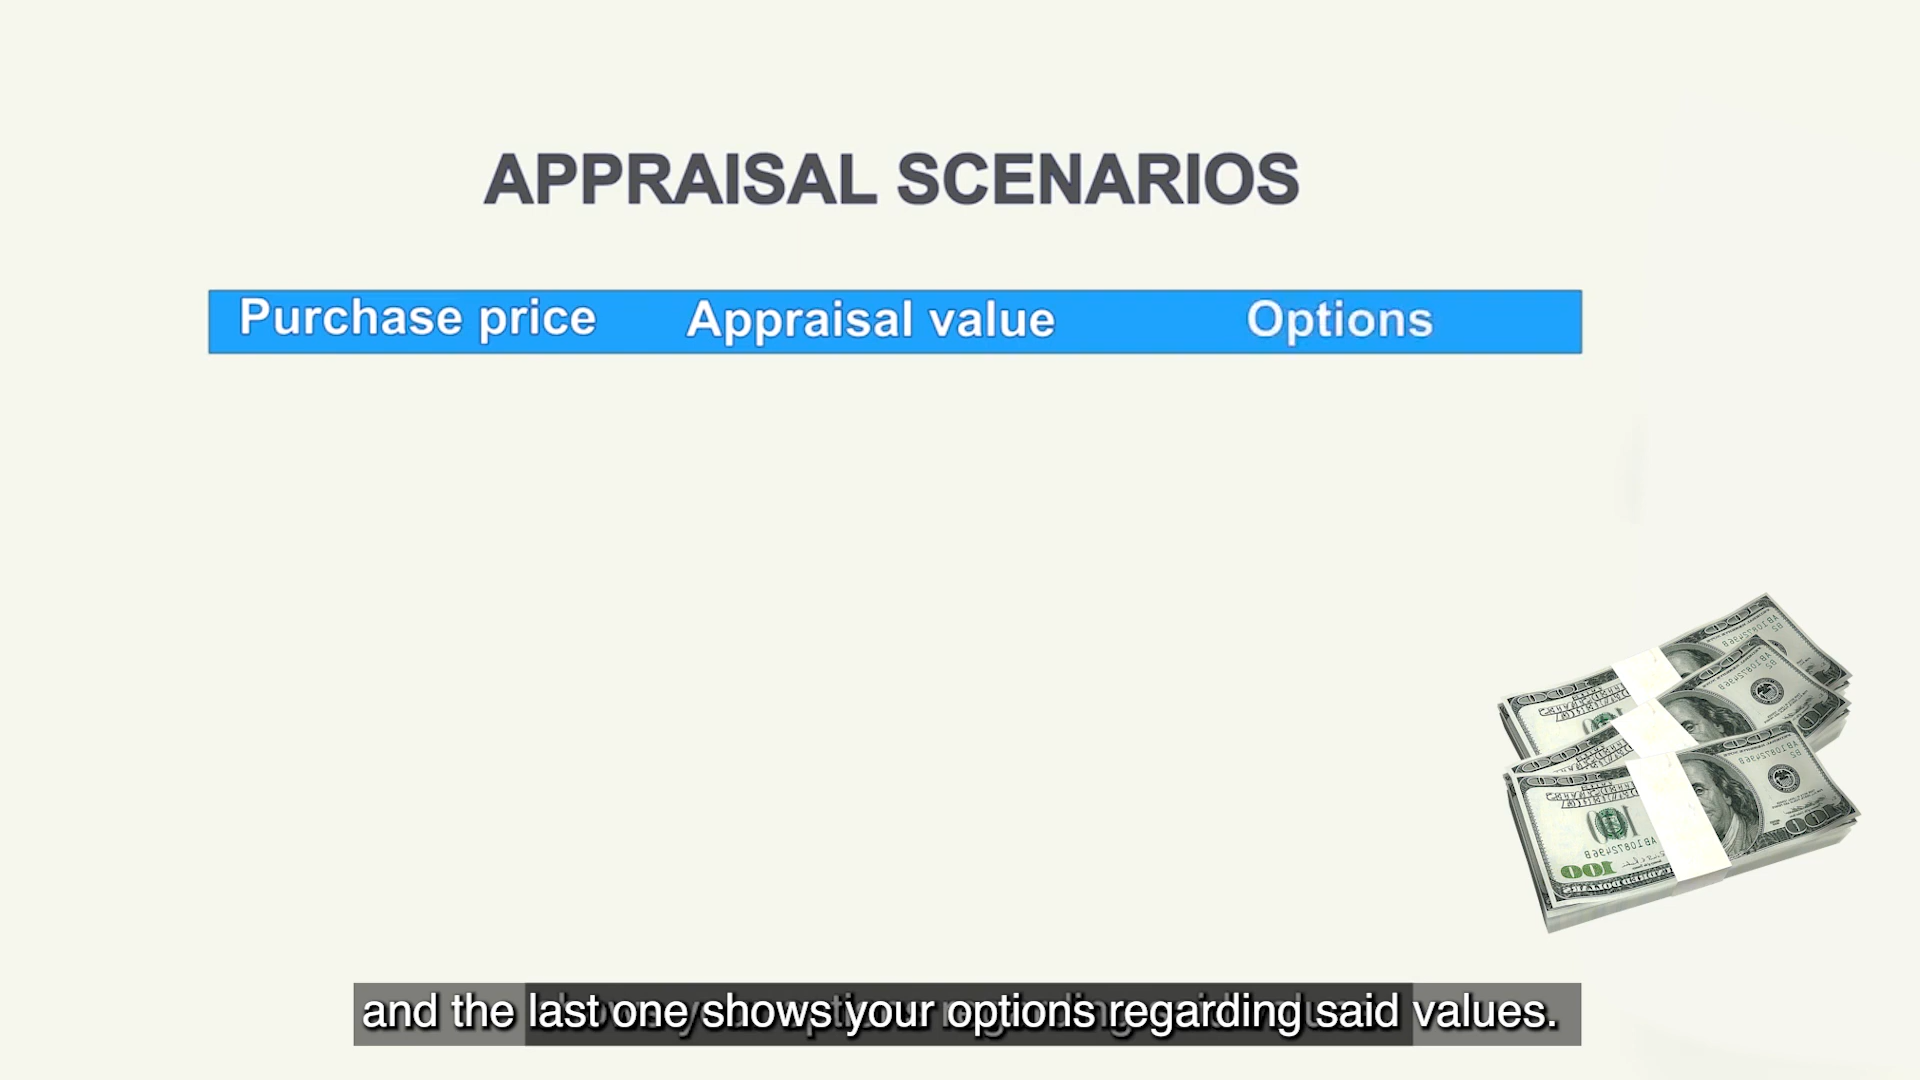 APPRAISAL SCENARIOS
Purchase price Appraisal value Options
and the last one shows your options regarding said values.